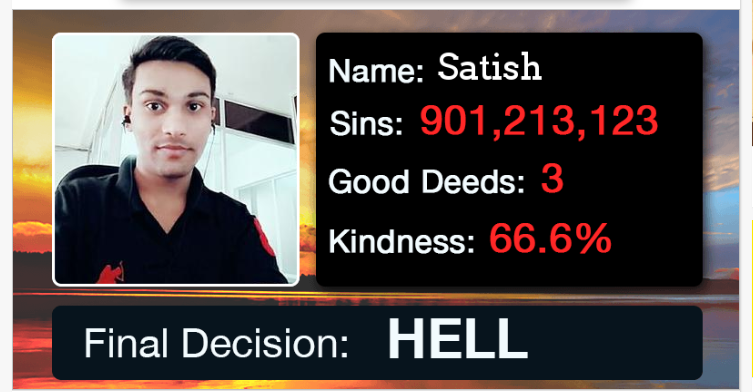 Name: Satish
Sins: 901,213,123
Good Deeds: 3
Kindness: 66.6%
Final Decision: HELL